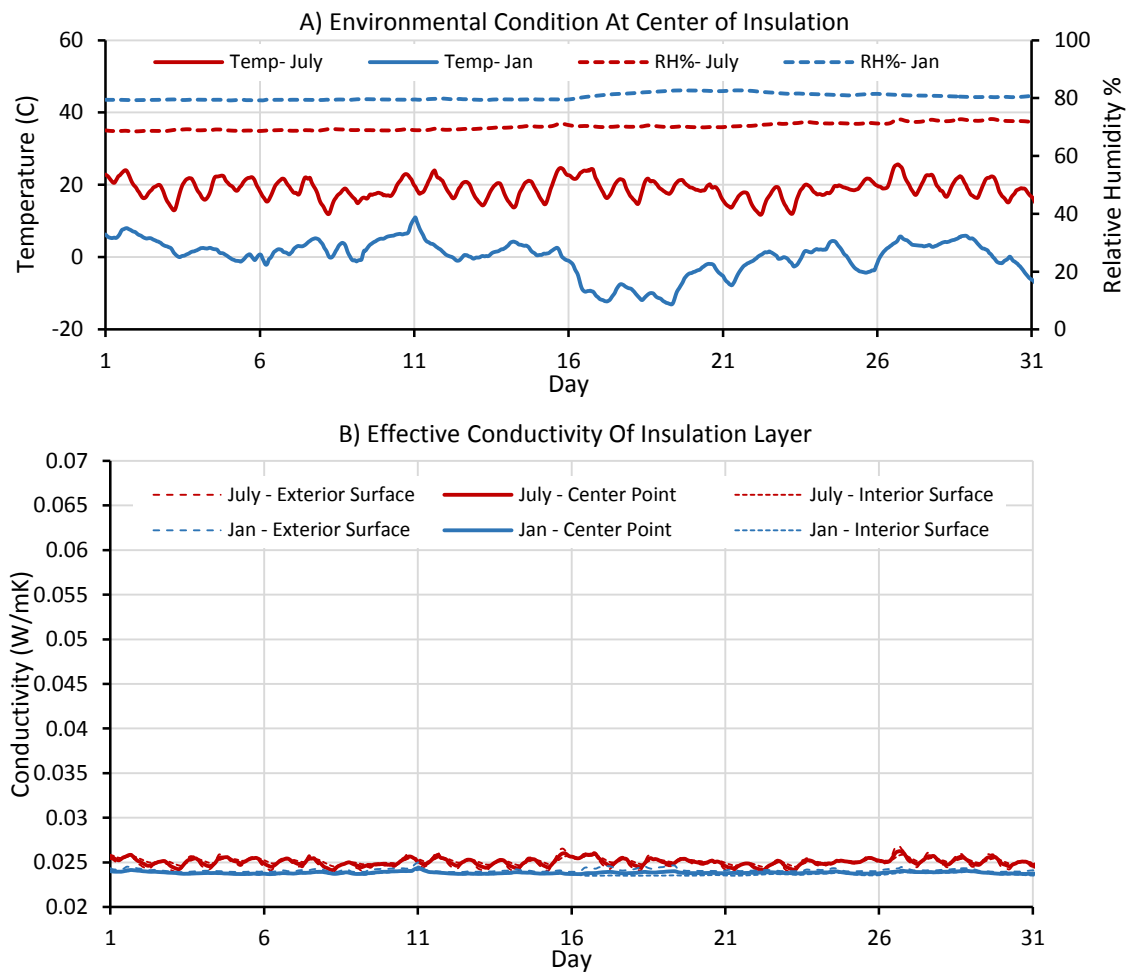 A) Environmental Condition At Center of Insulation
Temp- July
Temp- Jan
RH%- July
RH%- Jan
Temperature (C)
60
40
20
0
-20
Relative Humidity %
100
80
60
40
20
0
1
6
11
16
21
26
31
Day
B) Effective Conductivity Of Insulation Layer
July - Exterior Surface
July - Center Point
July - Interior Surface
Jan - Exterior Surface
Jan - Center Point
Jan - Interior Surface
Conductivity (W/mK)
0.07
0.065
0.06
0.055
0.05
0.045
0.04
0.035
0.03
0.025
0.02
1
6
11
16
21
26
31
Day